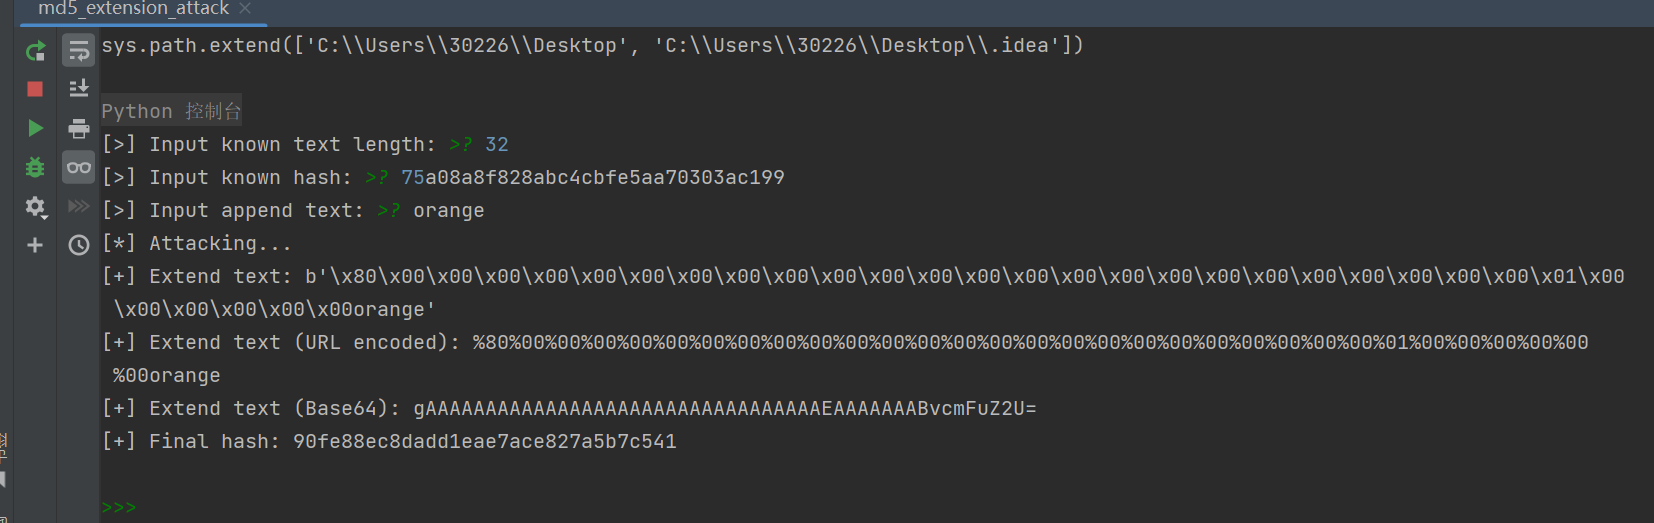 md5_extension_attack
sys.path.extend(['C:\\Users\\30226\\Desktop', 'C:\\Users\\30226\\Desktop\\.idea'])
Python 控制台
[>] Input known text length: >? 32
[>] Input known hash: >? 75a08a8f828abc4cbfe5aa70303ac199
[>] Input append text: >? orange
[*] Attacking...
[+] Extend text: b'\x80\x00\x00\x00\x00\x00\x00\x00\x00\x00\x00\x00\x00\x00\x00\x00\x00\x00\x00\x00\x00\x00\x00\x00\x00\x01\x00
\x00\x00\x00\x00\x00orange'
[+] Extend text (URL encoded): %80%00%00%00%00%00%00%00%00%00%00%00%00%00%00%00%00%00%00%00%00%00%00%00%00%01%00%00%00%00%00
%00orange
[+] Extend text (Base64): gAAAAAAAAAAAAAAAAAAAAAAAAAAAAAAAAAEAAAAAAABvcmFuZ2U=
[+] Final hash: 90fe88ec8dadd1eae7ace827a5b7c541
>>>